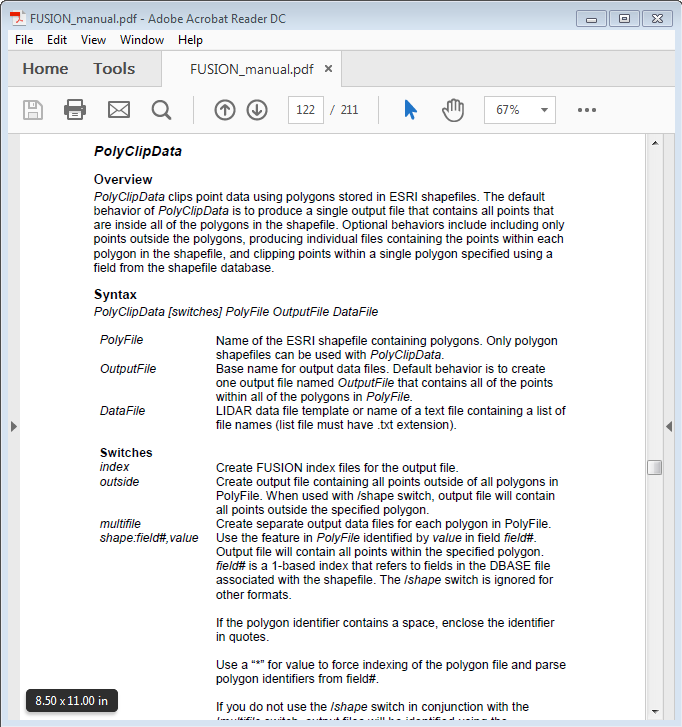 FUSION_manual.pdf - Adobe Acrobat Reader DC
File Edit View Window Help
Home Tools FUSION_manual.pdf ×
122 / 211 67%
PolyClipData
Overview
PolyClipData clips point data using polygons stored in ESRI shapefiles. The default
behavior of PolyClipData is to produce a single output file that contains all points that
are inside all of the polygons in the shapefile. Optional behaviors include including only
points outside the polygons, producing individual files containing the points within each
polygon in the shapefile, and clipping points within a single polygon specified using a
field from the shapefile database.
Syntax
PolyClipData [switches] PolyFile OutputFile DataFile
PolyFile Name of the ESRI shapefile containing polygons. Only polygon
shapefiles can be used with PolyClipData.
OutputFile Base name for output data files. Default behavior is to create
one output file named OutputFile that contains all of the points
within all of the polygons in PolyFile.
DataFile LIDAR data file template or name of a text file containing a list of
file names (list file must have .txt extension).
Switches
index Create FUSION index files for the output file.
outside Create output file containing all points outside of all polygons in
PolyFile. When used with /shape switch, output file will contain
all points outside the specified polygon.
multifile Create separate output data files for each polygon in PolyFile.
shape:field#,value Use the feature in PolyFile identified by value in field field#.
Output file will contain all points within the specified polygon.
field# is a 1-based index that refers to fields in the DBASE file
associated with the shapefile. The /shape switch is ignored for
other formats.
If the polygon identifier contains a space, enclose the identifier
in quotes.
Use a “*” for value to force indexing of the polygon file and parse
polygon identifiers from field#.
If you do not use the /shape switch in conjunction with the
/multifile switch, output files will be identified using the
8.50 x 11.00 in